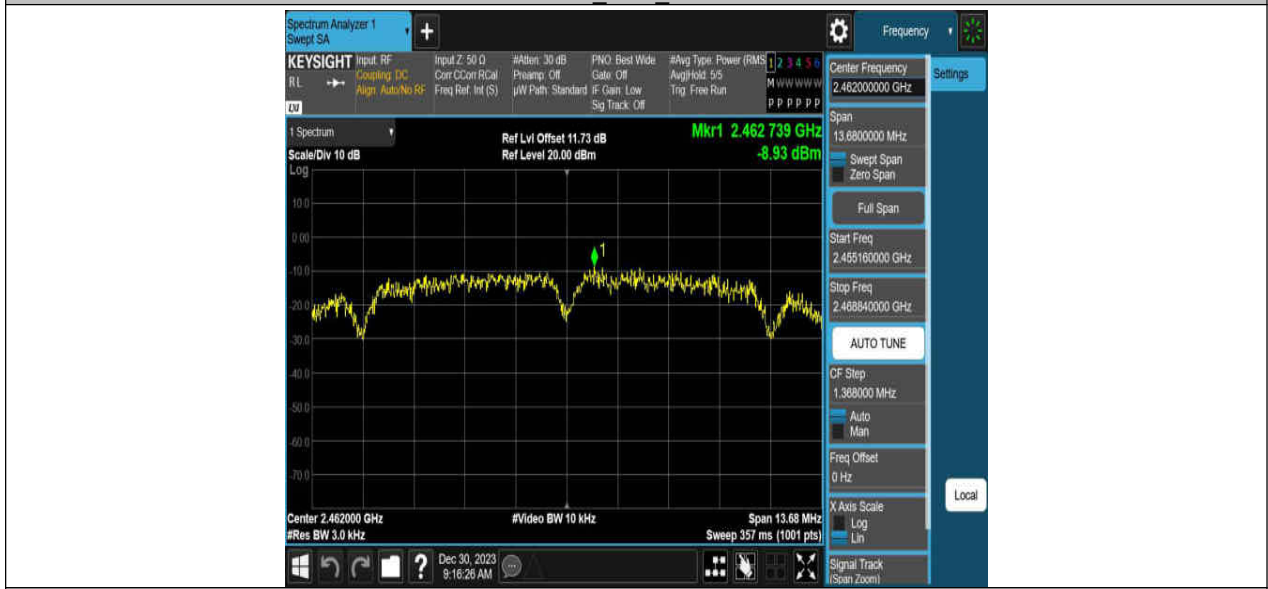 Spectrum Analyzer 1
Swept SA
+
Frequency
KEYSIGHT
RL
LXI
Input: RF
Coupling: DC
Align: Auto/No RF
Input Z: 50 Ω
Corr CCorr RCal
Freq Ref: Int (S)
#Atten: 30 dB
Preamp: Off
µW Path: Standard
PNO: Best Wide
Gate: Off
IF Gain: Low
Sig Track: Off
#Avg Type: Power (RMS
Avg|Hold: 5/5
Trig: Free Run
1 2 3 4 5 6
M W W W W W
P P P P P P
1 Spectrum
Scale/Div 10 dB
Ref Lvl Offset 11.73 dB
Ref Level 20.00 dBm
Mkr1 2.462 739 GHz
-8.93 dBm
Log
10.0
0.00
-10.0
-20.0
-30.0
-40.0
-50.0
-60.0
-70.0
1
Center 2.462000 GHz
#Res BW 3.0 kHz
#Video BW 10 kHz
Span 13.68 MHz
Sweep 357 ms (1001 pts)
?
Dec 30, 2023
9:16:26 AM
Center Frequency
2.462000000 GHz
Span
13.6800000 MHz
Swept Span
Zero Span
Full Span
Start Freq
2.455160000 GHz
Stop Freq
2.468840000 GHz
AUTO TUNE
CF Step
1.368000 MHz
Auto
Man
Freq Offset
0 Hz
X Axis Scale
Log
Lin
Signal Track
(Span Zoom)
Settings
Local